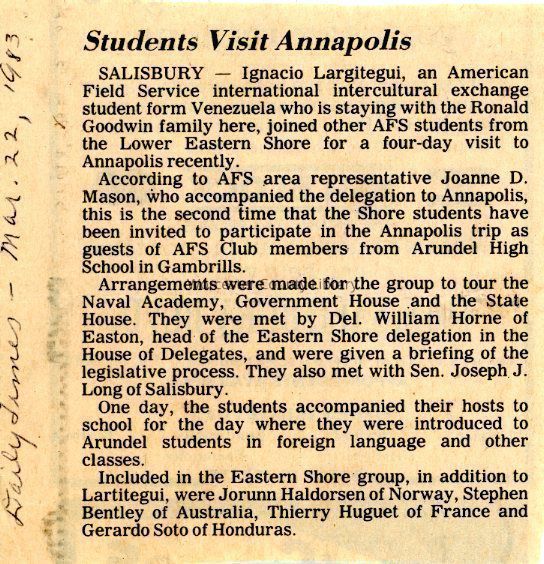 Daily Times - Mar. 22, 1983
Students Visit Annapolis
SALISBURY — Ignacio Largitegui, an American
Field Service international intercultural exchange
student form Venezuela who is staying with the Ronald
Goodwin family here, joined other AFS students from
the Lower Eastern Shore for a four-day visit to
Annapolis recently.
According to AFS area representative Joanne D.
Mason, who accompanied the delegation to Annapolis,
this is the second time that the Shore students have
been invited to participate in the Annapolis trip as
guests of AFS Club members from Arundel High
School in Gambrills.
Arrangements were made for the group to tour the
Naval Academy, Government House and the State
House. They were met by Del. William Horne of
Easton, head of the Eastern Shore delegation in the
House of Delegates, and were given a briefing of the
legislative process. They also met with Sen. Joseph J.
Long of Salisbury.
One day, the students accompanied their hosts to
school for the day where they were introduced to
Arundel students in foreign language and other
classes.
Included in the Eastern Shore group, in addition to
Lartitegui, were Jorunn Haldorsen of Norway, Stephen
Bentley of Australia, Thierry Huguet of France and
Gerardo Soto of Honduras.